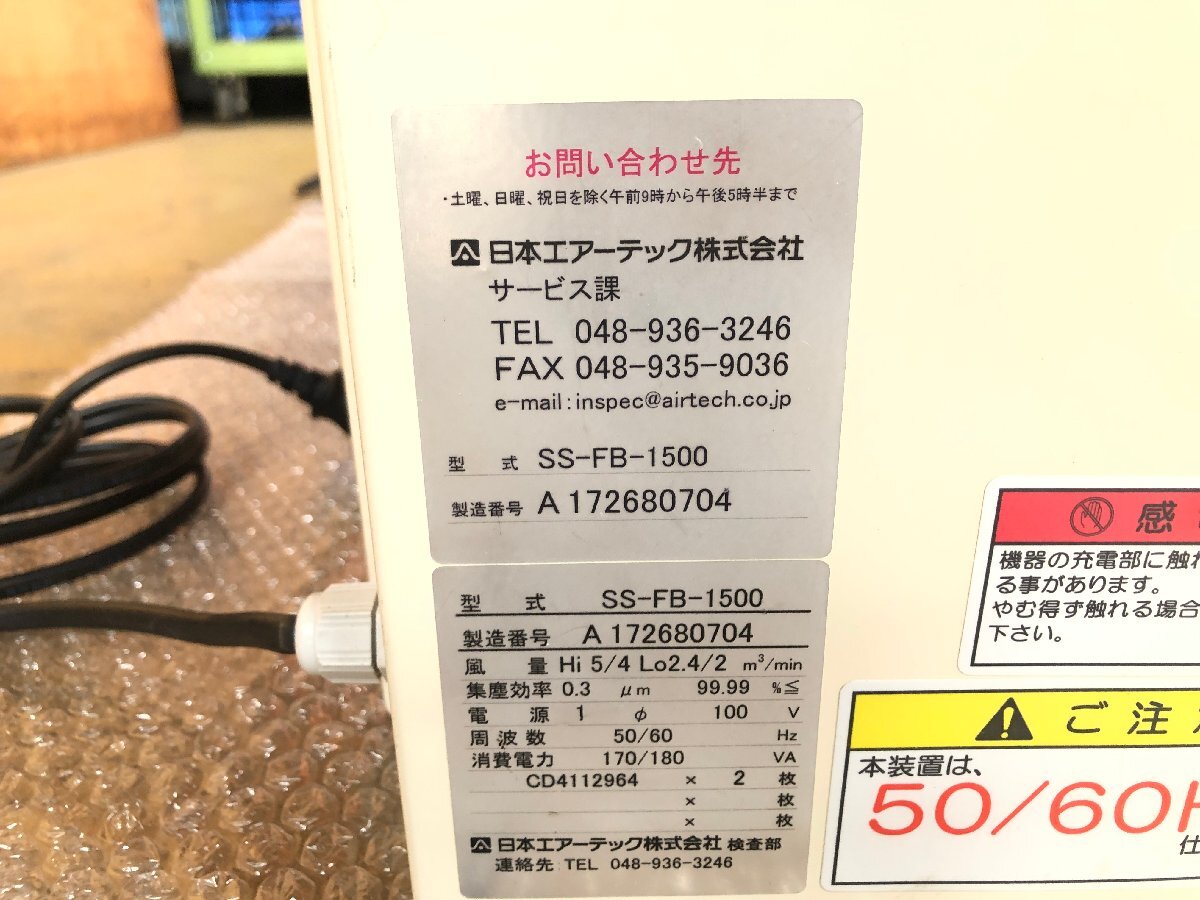 お問い合わせ先
・土曜、日曜、祝日を除く午前9時から午後5時半まで
日本エアーテック株式会社
サービス課
TEL 048-936-3246
FAX 048-935-9036
e-mail:inspec@airtech.co.jp
型 式 SS-FB-1500
製造番号 A 172680704
型 式 SS-FB-1500
製造番号 A 172680704
風 量 Hi 5/4 Lo2.4/2 m³/min
集塵効率 0.3 μm 99.99 %≦
電 源 1 φ 100 V
周波数 50/60 Hz
消費電力 170/180 VA
CD4112964 × 2 枚
× 枚
× 枚
日本エアーテック株式会社 検査部
連絡先 TEL 048-936-3246
感
機器の充電部に触れ
る事があります。
やむ得ず触れる場合
下さい。
ご注
本装置は、
50/60H
仕